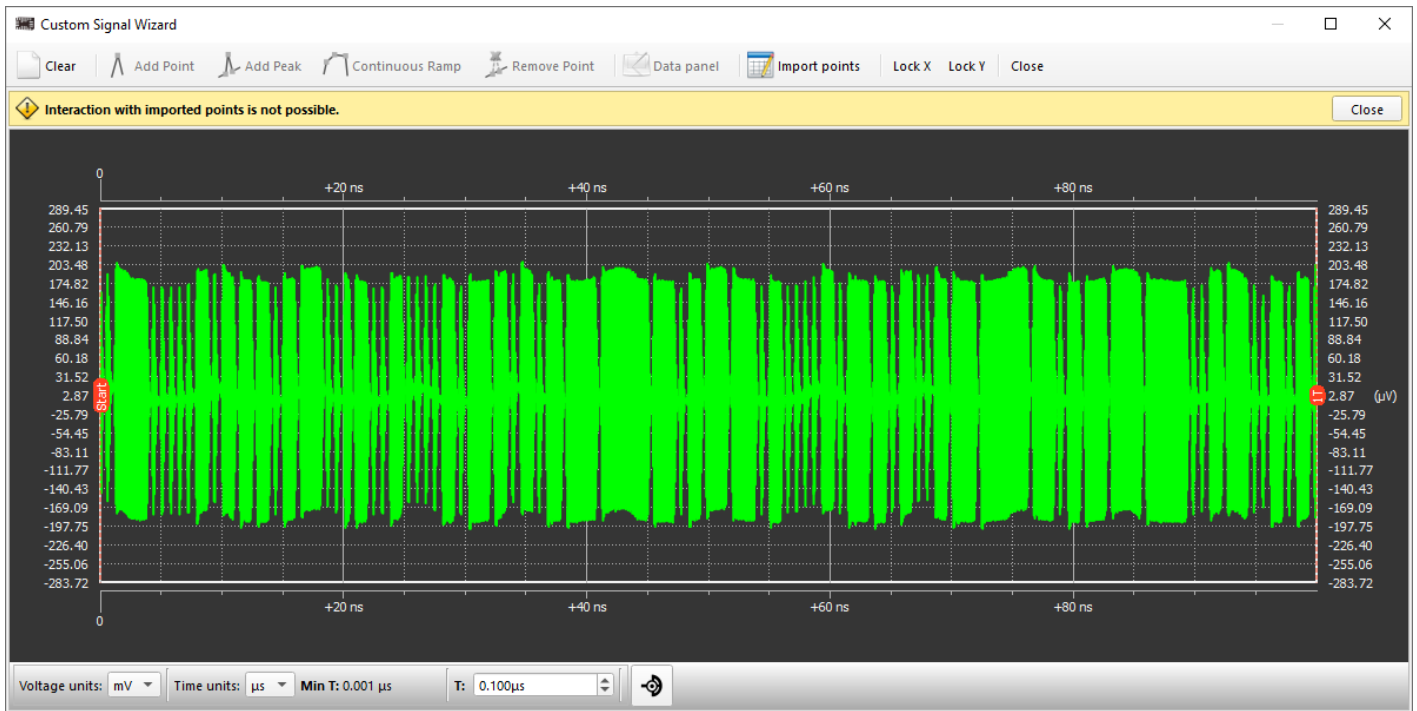 Custom Signal Wizard
Clear Add Point Add Peak Continuous Ramp Remove Point Data panel Import points Lock X Lock Y Close
Interaction with imported points is not possible. Close
0 +20 ns +40 ns +60 ns +80 ns
289.45 289.45
260.79 260.79
232.13 232.13
203.48 203.48
174.82 174.82
146.16 146.16
117.50 117.50
88.84 88.84
60.18 60.18
31.52 31.52
Start 2.87 1T 2.87 (µV)
-25.79 -25.79
-54.45 -54.45
-83.11 -83.11
-111.77 -111.77
-140.43 -140.43
-169.09 -169.09
-197.75 -197.75
-226.40 -226.40
-255.06 -255.06
-283.72 -283.72
0 +20 ns +40 ns +60 ns +80 ns
Voltage units: mV Time units: µs Min T: 0.001 µs T: 0.100µs